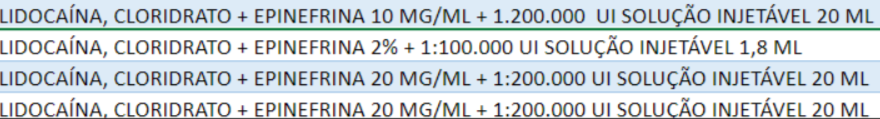 LIDOCAÍNA, CLORIDRATO + EPINEFRINA 10 MG/ML + 1.200.000  UI SOLUÇÃO INJETÁVEL 20 ML
LIDOCAÍNA, CLORIDRATO + EPINEFRINA 2% + 1:100.000 UI SOLUÇÃO INJETÁVEL 1,8 ML
LIDOCAÍNA, CLORIDRATO + EPINEFRINA 20 MG/ML + 1:200.000 UI SOLUÇÃO INJETÁVEL 20 ML
LIDOCAÍNA, CLORIDRATO + EPINEFRINA 20 MG/ML + 1:200.000 UI SOLUÇÃO INJETÁVEL 20 ML